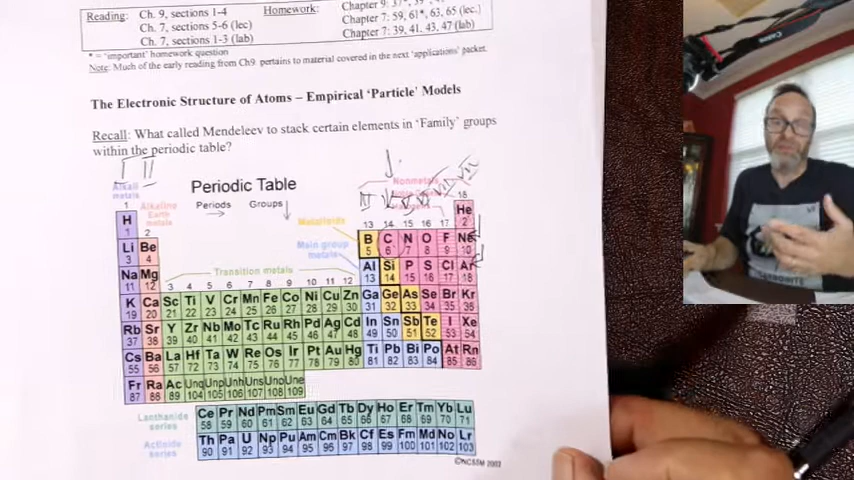 Reading: Ch. 9, sections 1-4
Ch. 7, sections 5-6 (lec)
Ch. 7, sections 1-3 (lab)
Homework:
Chapter 7: 59, 61*, 63, 65 (lec.)
Chapter 7: 39, 41, 43, 47 (lab)
* = 'important' homework question
Note: Much of the early reading from Ch9 pertains to material covered in the next 'applications' packet.
The Electronic Structure of Atoms – Empirical 'Particle' Models
Recall: What called Mendeleev to stack certain elements in 'Family' groups
within the periodic table?
I II
Alkali
metals
Periodic Table
Nonmetals
Periods Groups
Alkaline
Earth
metals
Metalloids
Main group
metals
Transition metals
1 18
H He
1 2
2 13 14 15 16 17
Li Be B C N O F Ne
3 4 5 6 7 8 9 10
Na Mg Al Si P S Cl Ar
11 12 3 4 5 6 7 8 9 10 11 12 13 14 15 16 17 18
K Ca Sc Ti V Cr Mn Fe Co Ni Cu Zn Ga Ge As Se Br Kr
19 20 21 22 23 24 25 26 27 28 29 30 31 32 33 34 35 36
Rb Sr Y Zr Nb Mo Tc Ru Rh Pd Ag Cd In Sn Sb Te I Xe
37 38 39 40 41 42 43 44 45 46 47 48 49 50 51 52 53 54
Cs Ba La Hf Ta W Re Os Ir Pt Au Hg Tl Pb Bi Po At Rn
55 56 57 72 73 74 75 76 77 78 79 80 81 82 83 84 85 86
Fr Ra Ac Unq Unp Unh Uns Uno Une
87 88 89 104 105 106 107 108 109
Lanthanide
series
Ce Pr Nd Pm Sm Eu Gd Tb Dy Ho Er Tm Yb Lu
58 59 60 61 62 63 64 65 66 67 68 69 70 71
Actinide
series
Th Pa U Np Pu Am Cm Bk Cf Es Fm Md No Lr
90 91 92 93 94 95 95 97 98 99 100 101 102 103
©NCSSM 2002
Canon